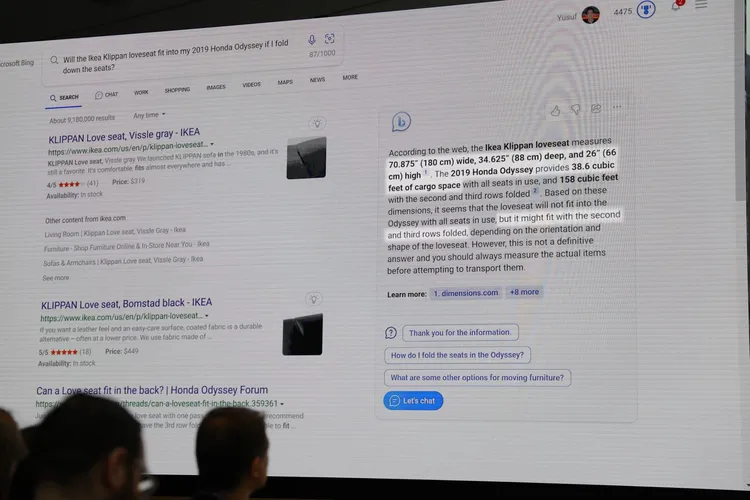 Yusuf
4475
crosoft Bing
Will the Ikea Klippan loveseat fit into my 2019 Honda Odyssey if I fold
down the seats?
87/1000
SEARCH CHAT WORK SHOPPING IMAGES VIDEOS MAPS NEWS MORE
About 9,180,000 results Any time
KLIPPAN Love seat, Vissle gray - IKEA
https://www.ikea.com/us/en/p/klippan-loveseat...
KLIPPAN Love seat, Vissle gray We launched KLIPPAN sofa in the 1980s, and it's
still a favorite. It's comfortable, fits almost everywhere and has ...
4/5 ★★★★☆ (41) Price: $319
Availability: In stock
Other content from ikea.com
Living Room | Klippan Love seat, Vissle Gray - Ikea
Furniture - Shop Furniture Online & In-Store Near You - Ikea
Sofas & Armchairs | Klippan Love seat, Vissle Gray - Ikea
See more
KLIPPAN Love seat, Bomstad black - IKEA
https://www.ikea.com/us/en/p/klippan-loveseat...
If you want a leather feel and an easy-care surface, coated fabric is a durable
alternative – often at a lower price. We use fabric made of ...
5/5 ★★★★★ (18) Price: $449
Availability: In stock
Can a Love seat fit in the back? | Honda Odyssey Forum
https://
/threads/can-a-loveseat-fit-in-the-back.359361
love seat with one
recommend
ave the 3rd row
le to fit ...
According to the web, the Ikea Klippan loveseat measures
70.875" (180 cm) wide, 34.625" (88 cm) deep, and 26" (66
cm) high 1. The 2019 Honda Odyssey provides 38.6 cubic
feet of cargo space with all seats in use, and 158 cubic feet
with the second and third rows folded 2. Based on these
dimensions, it seems that the loveseat will not fit into the
Odyssey with all seats in use, but it might fit with the second
and third rows folded, depending on the orientation and
shape of the loveseat. However, this is not a definitive
answer and you should always measure the actual items
before attempting to transport them.
Learn more: 1. dimensions.com +8 more
Thank you for the information.
How do I fold the seats in the Odyssey?
What are some other options for moving furniture?
Let's chat